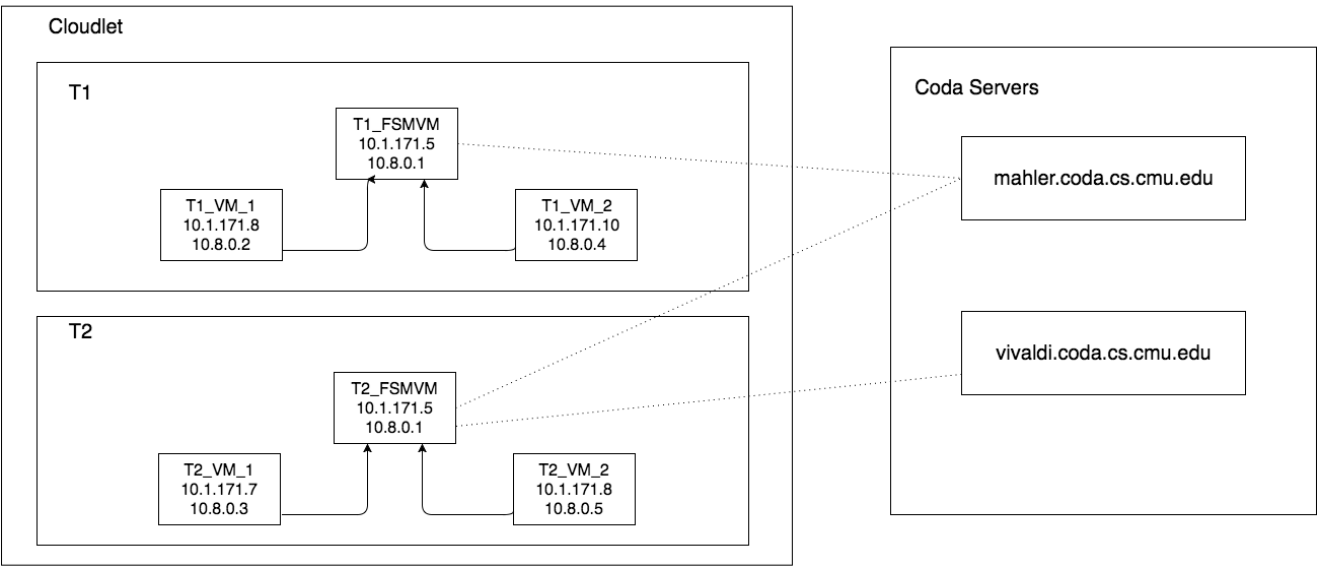 Cloudlet
T1
T1_FSMVM
10.1.171.5
10.8.0.1
T1_VM_1
10.1.171.8
10.8.0.2
T1_VM_2
10.1.171.10
10.8.0.4
T2
T2_FSMVM
10.1.171.5
10.8.0.1
T2_VM_1
10.1.171.7
10.8.0.3
T2_VM_2
10.1.171.8
10.8.0.5
Coda Servers
mahler.coda.cs.cmu.edu
vivaldi.coda.cs.cmu.edu